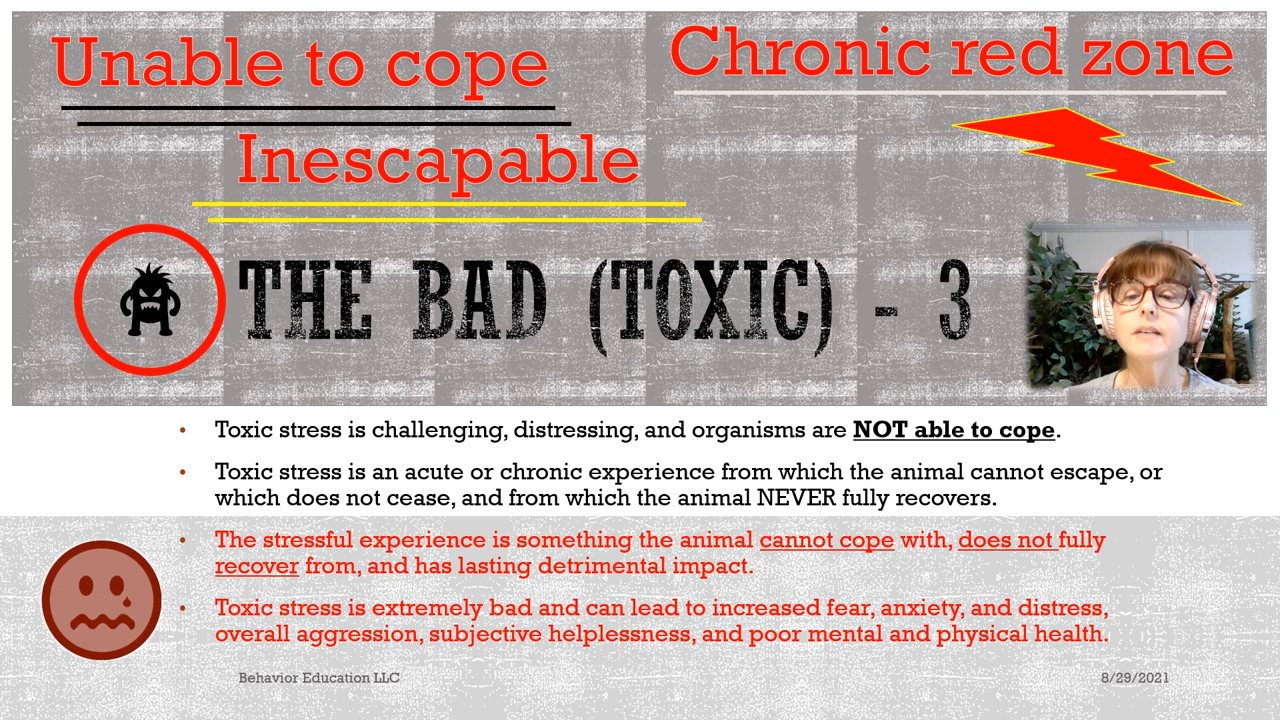 Unable to cope
Chronic red zone
Inescapable
THE BAD (TOXIC) - 3
• Toxic stress is challenging, distressing, and organisms are NOT able to cope.
• Toxic stress is an acute or chronic experience from which the animal cannot escape, or
which does not cease, and from which the animal NEVER fully recovers.
• The stressful experience is something the animal cannot cope with, does not fully
recover from, and has lasting detrimental impact.
• Toxic stress is extremely bad and can lead to increased fear, anxiety, and distress,
overall aggression, subjective helplessness, and poor mental and physical health.
Behavior Education LLC
8/29/2021